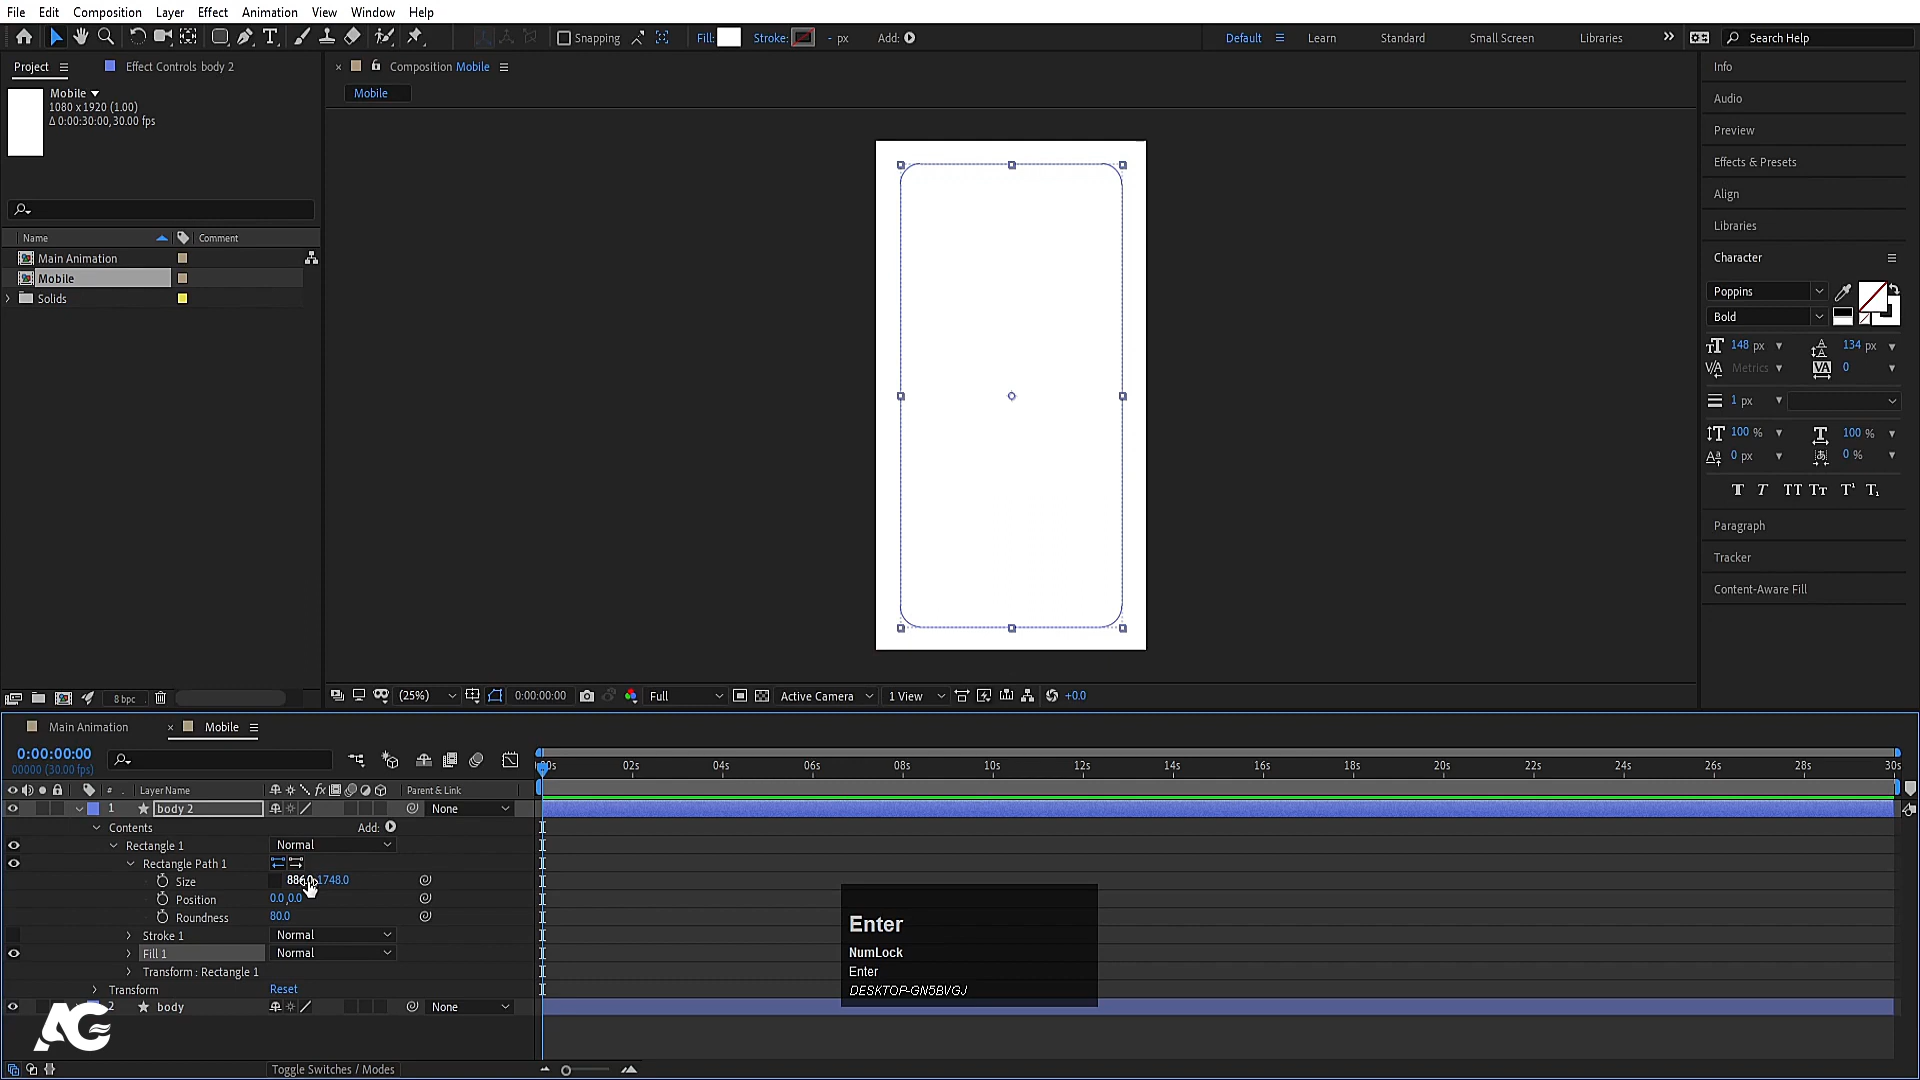 File Edit Composition Layer Effect Animation View Window Help
Snapping Fill: Stroke: - px Add: Default Learn Standard Small Screen Libraries Search Help
Project Effect Controls body 2 Composition Mobile Info
Mobile
1080 x 1920 (1.00)
Δ 0:00:30:00, 30.00 fps
Mobile
Audio
Preview
Effects & Presets
Align
Libraries
Character
Poppins
Bold
148 px 134 px
Metrics 0
1 px
100 % 100 %
0 px 0 %
T T TT Tт T¹ T₁
Paragraph
Tracker
Content-Aware Fill
Name Comment
Main Animation
Mobile
Solids
8 bpc (25%) 0:00:00:00 Full Active Camera 1 View +0.0
Main Animation Mobile
0:00:00:00
00000 (30.00 fps)
02s 04s 06s 08s 10s 12s 14s 16s 18s 20s 22s 24s 26s 28s 30s
# Layer Name Parent & Link
1 body 2 None
Contents Add:
Rectangle 1 Normal
Rectangle Path 1
Size 1748.0
Position 0.0,0.0
Roundness 80.0
Stroke 1 Normal
Fill 1 Normal
Transform : Rectangle 1
Transform Reset
2 body None
Toggle Switches / Modes
Enter
NumLock
Enter
DESKTOP-GN5BVGJ
AG